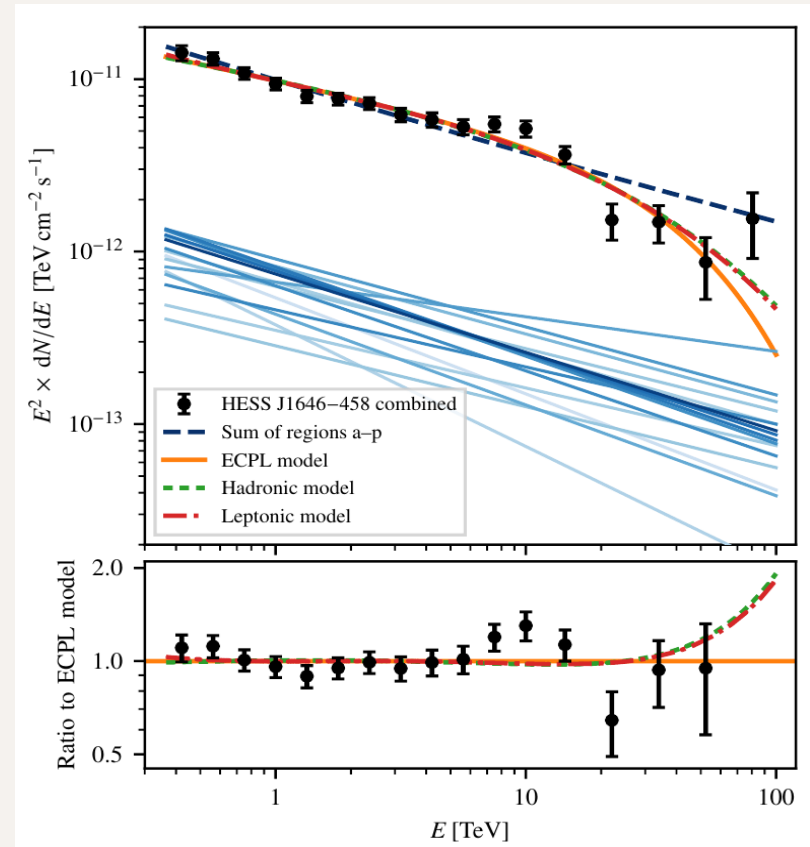 10⁻¹¹
10⁻¹²
10⁻¹³
E² × dN/dE [TeV cm⁻² s⁻¹]
HESS J1646−458 combined
Sum of regions a–p
ECPL model
Hadronic model
Leptonic model
2.0
1.0
0.5
Ratio to ECPL model
1 10 100
E [TeV]